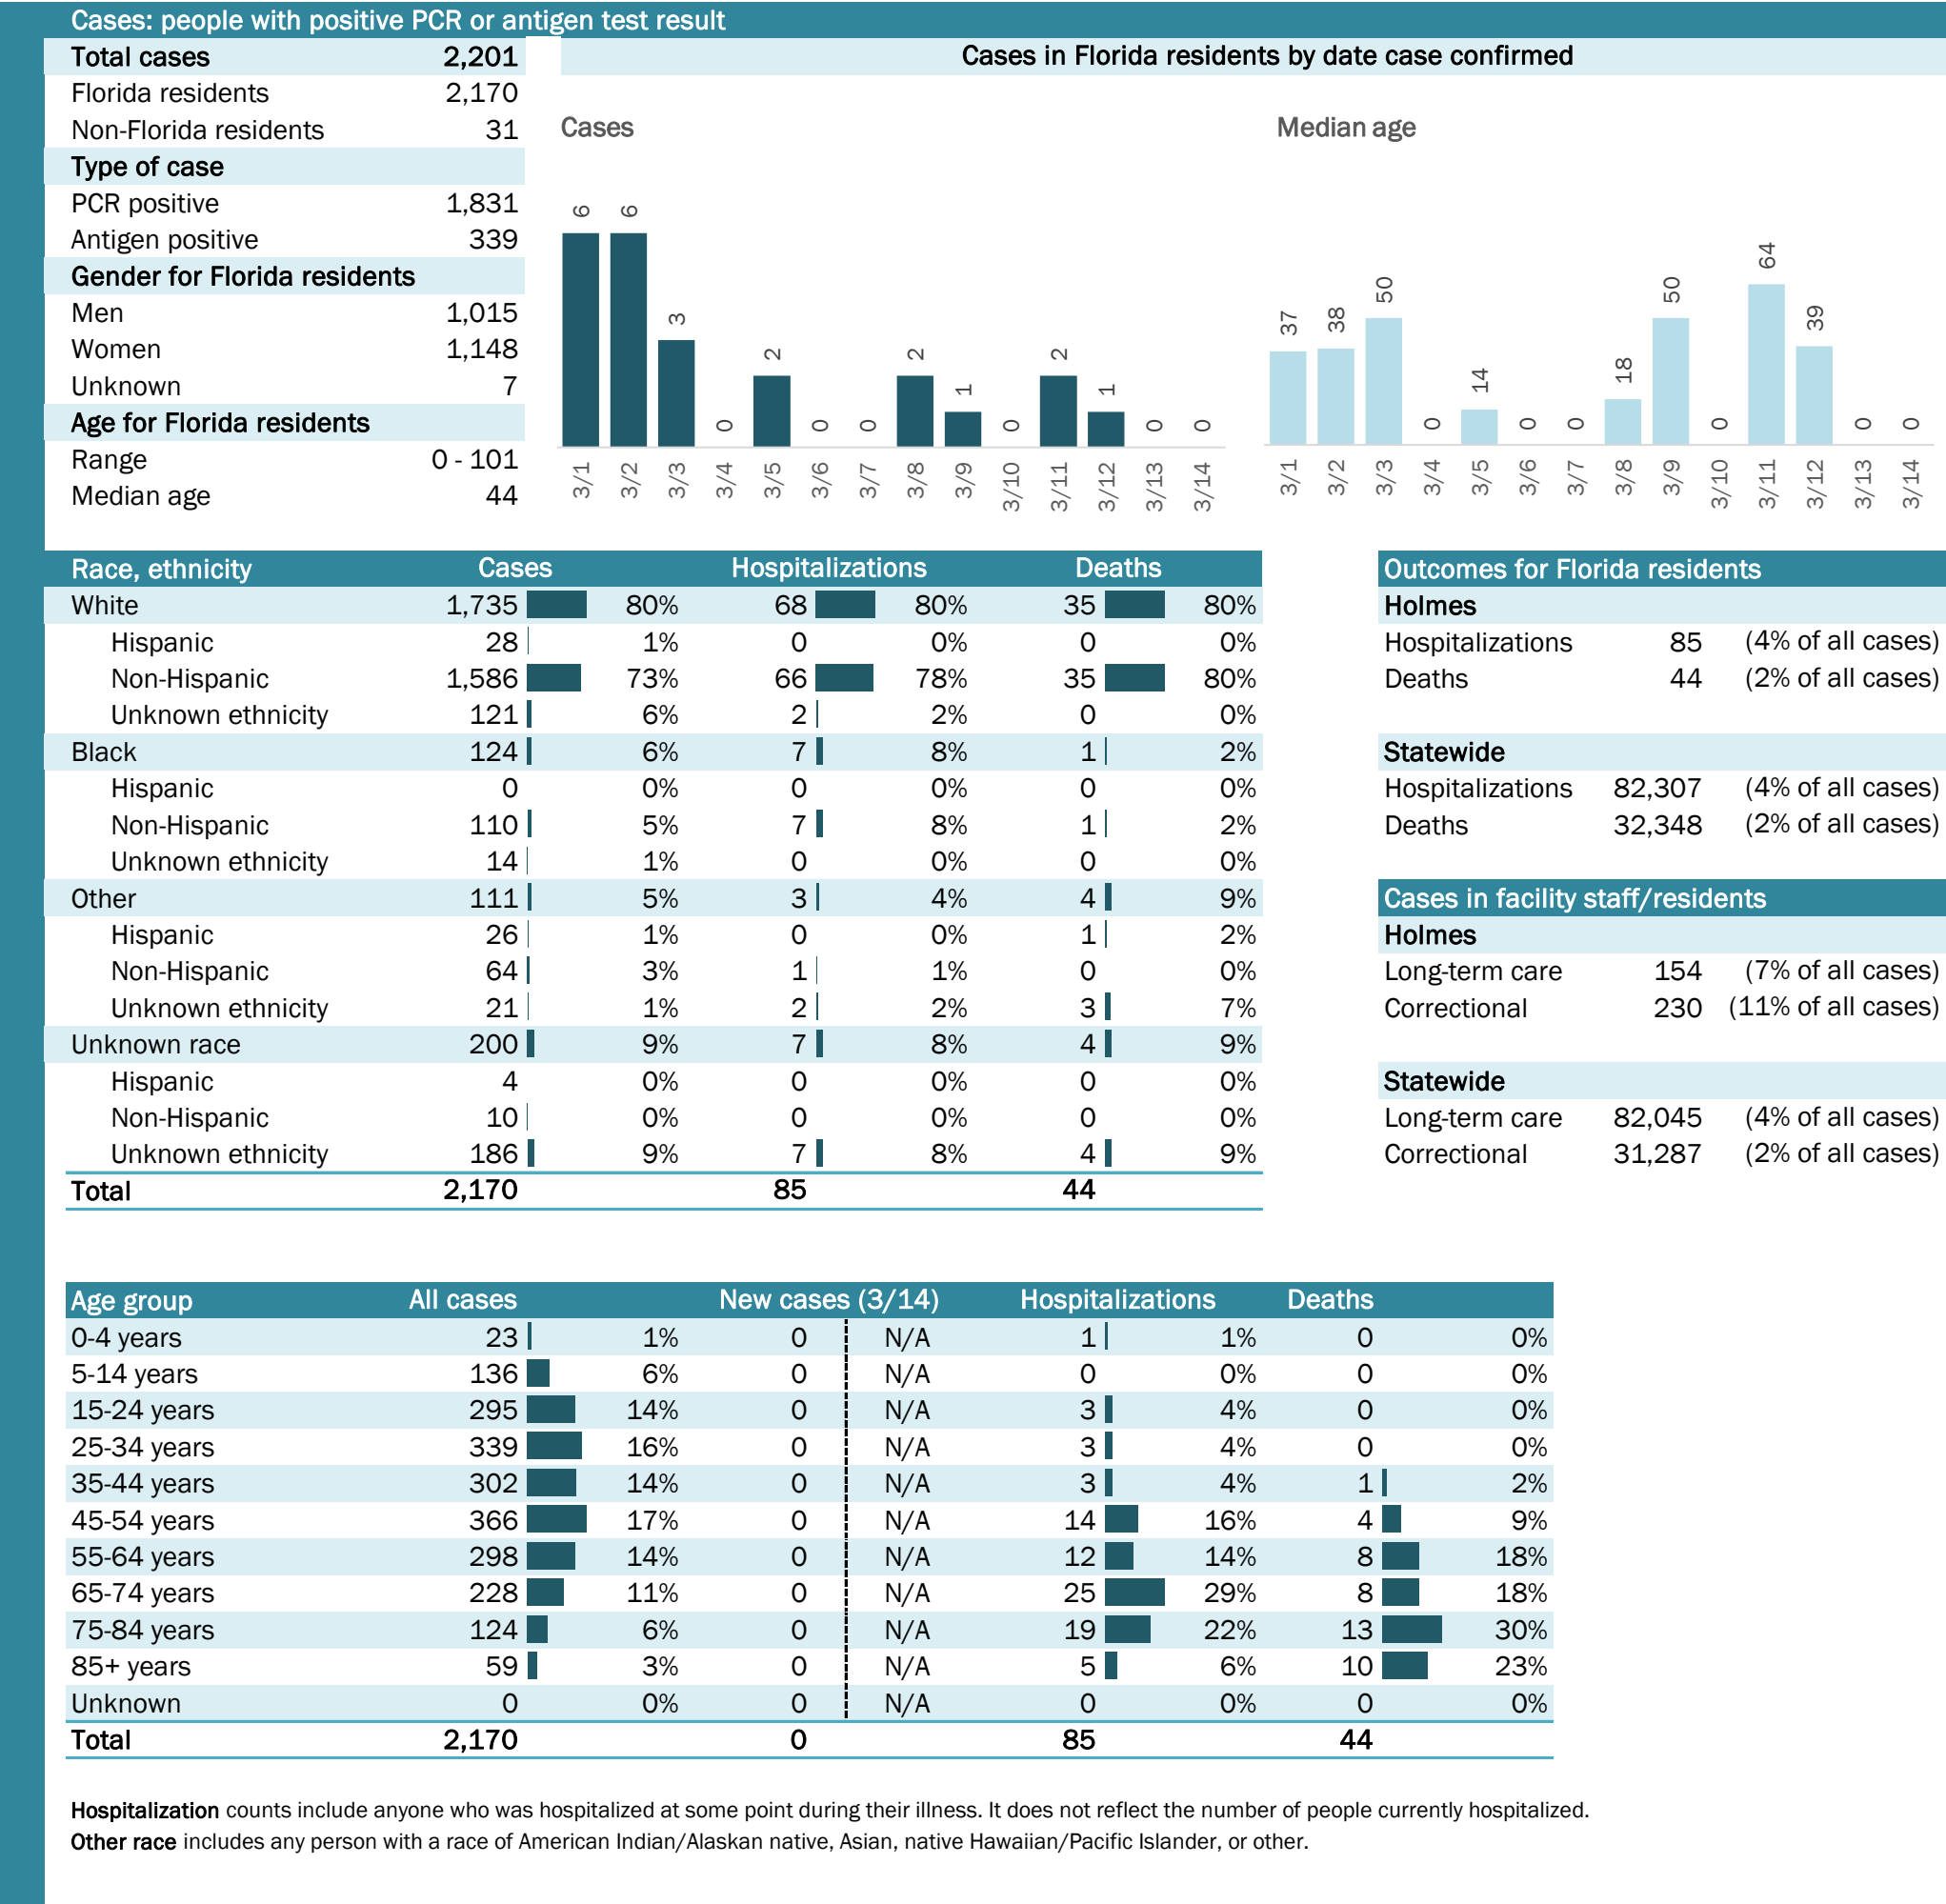 Cases: people with positive PCR or antigen test result
Total cases 2,201
Florida residents 2,170
Non-Florida residents 31
Type of case
PCR positive 1,831
Antigen positive 339
Gender for Florida residents
Men 1,015
Women 1,148
Unknown 7
Age for Florida residents
Range 0 - 101
Median age 44
Cases in Florida residents by date case confirmed
Cases
6 6 3 0 2 0 0 2 1 0 2 1 0 0
3/1 3/2 3/3 3/4 3/5 3/6 3/7 3/8 3/9 3/10 3/11 3/12 3/13 3/14
Median age
37 38 50 0 14 0 0 18 50 0 64 39 0 0
3/1 3/2 3/3 3/4 3/5 3/6 3/7 3/8 3/9 3/10 3/11 3/12 3/13 3/14
Race, ethnicity Cases Hospitalizations Deaths
White 1,735 80% 68 80% 35 80%
Hispanic 28 1% 0 0% 0 0%
Non-Hispanic 1,586 73% 66 78% 35 80%
Unknown ethnicity 121 6% 2 2% 0 0%
Black 124 6% 7 8% 1 2%
Hispanic 0 0% 0 0% 0 0%
Non-Hispanic 110 5% 7 8% 1 2%
Unknown ethnicity 14 1% 0 0% 0 0%
Other 111 5% 3 4% 4 9%
Hispanic 26 1% 0 0% 1 2%
Non-Hispanic 64 3% 1 1% 0 0%
Unknown ethnicity 21 1% 2 2% 3 7%
Unknown race 200 9% 7 8% 4 9%
Hispanic 4 0% 0 0% 0 0%
Non-Hispanic 10 0% 0 0% 0 0%
Unknown ethnicity 186 9% 7 8% 4 9%
Total 2,170 85 44
Outcomes for Florida residents
Holmes
Hospitalizations 85 (4% of all cases)
Deaths 44 (2% of all cases)
Statewide
Hospitalizations 82,307 (4% of all cases)
Deaths 32,348 (2% of all cases)
Cases in facility staff/residents
Holmes
Long-term care 154 (7% of all cases)
Correctional 230 (11% of all cases)
Statewide
Long-term care 82,045 (4% of all cases)
Correctional 31,287 (2% of all cases)
Age group All cases New cases (3/14) Hospitalizations Deaths
0-4 years 23 1% 0 N/A 1 1% 0 0%
5-14 years 136 6% 0 N/A 0 0% 0 0%
15-24 years 295 14% 0 N/A 3 4% 0 0%
25-34 years 339 16% 0 N/A 3 4% 0 0%
35-44 years 302 14% 0 N/A 3 4% 1 2%
45-54 years 366 17% 0 N/A 14 16% 4 9%
55-64 years 298 14% 0 N/A 12 14% 8 18%
65-74 years 228 11% 0 N/A 25 29% 8 18%
75-84 years 124 6% 0 N/A 19 22% 13 30%
85+ years 59 3% 0 N/A 5 6% 10 23%
Unknown 0 0% 0 N/A 0 0% 0 0%
Total 2,170 0 85 44
Hospitalization counts include anyone who was hospitalized at some point during their illness. It does not reflect the number of people currently hospitalized.
Other race includes any person with a race of American Indian/Alaskan native, Asian, native Hawaiian/Pacific Islander, or other.